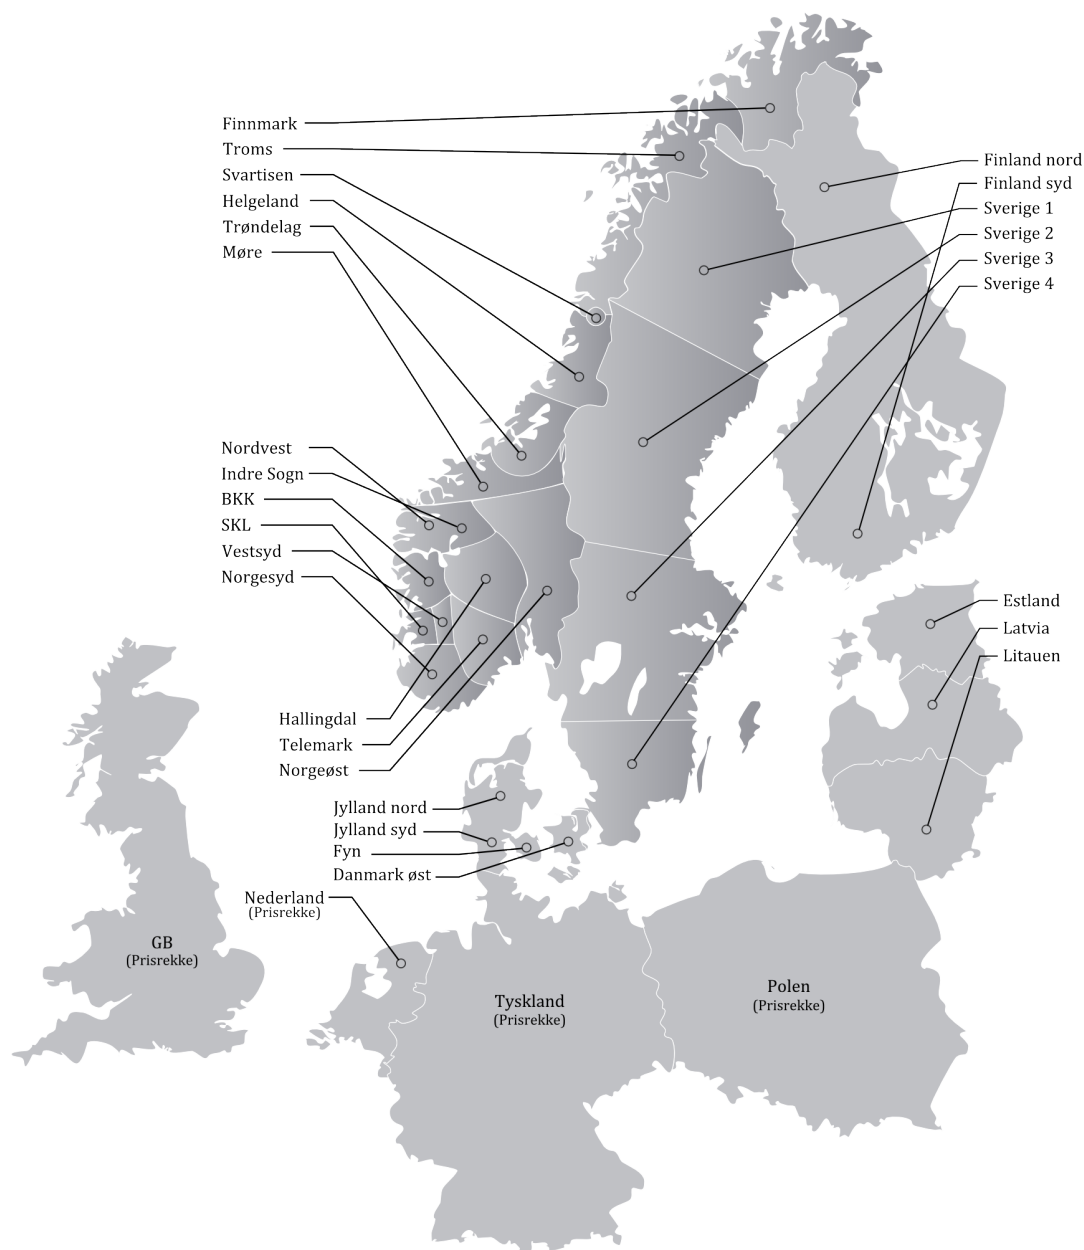 Finnmark
Troms
Svartisen
Helgeland
Trøndelag
Møre
Finland nord
Finland syd
Sverige 1
Sverige 2
Sverige 3
Sverige 4
Nordvest
Indre Sogn
BKK
SKL
Vestsyd
Norgesyd
Estland
Latvia
Litauen
Hallingdal
Telemark
Norgeøst
Jylland nord
Jylland syd
Fyn
Danmark øst
Nederland
(Prisrekke)
GB
(Prisrekke)
Tyskland
(Prisrekke)
Polen
(Prisrekke)